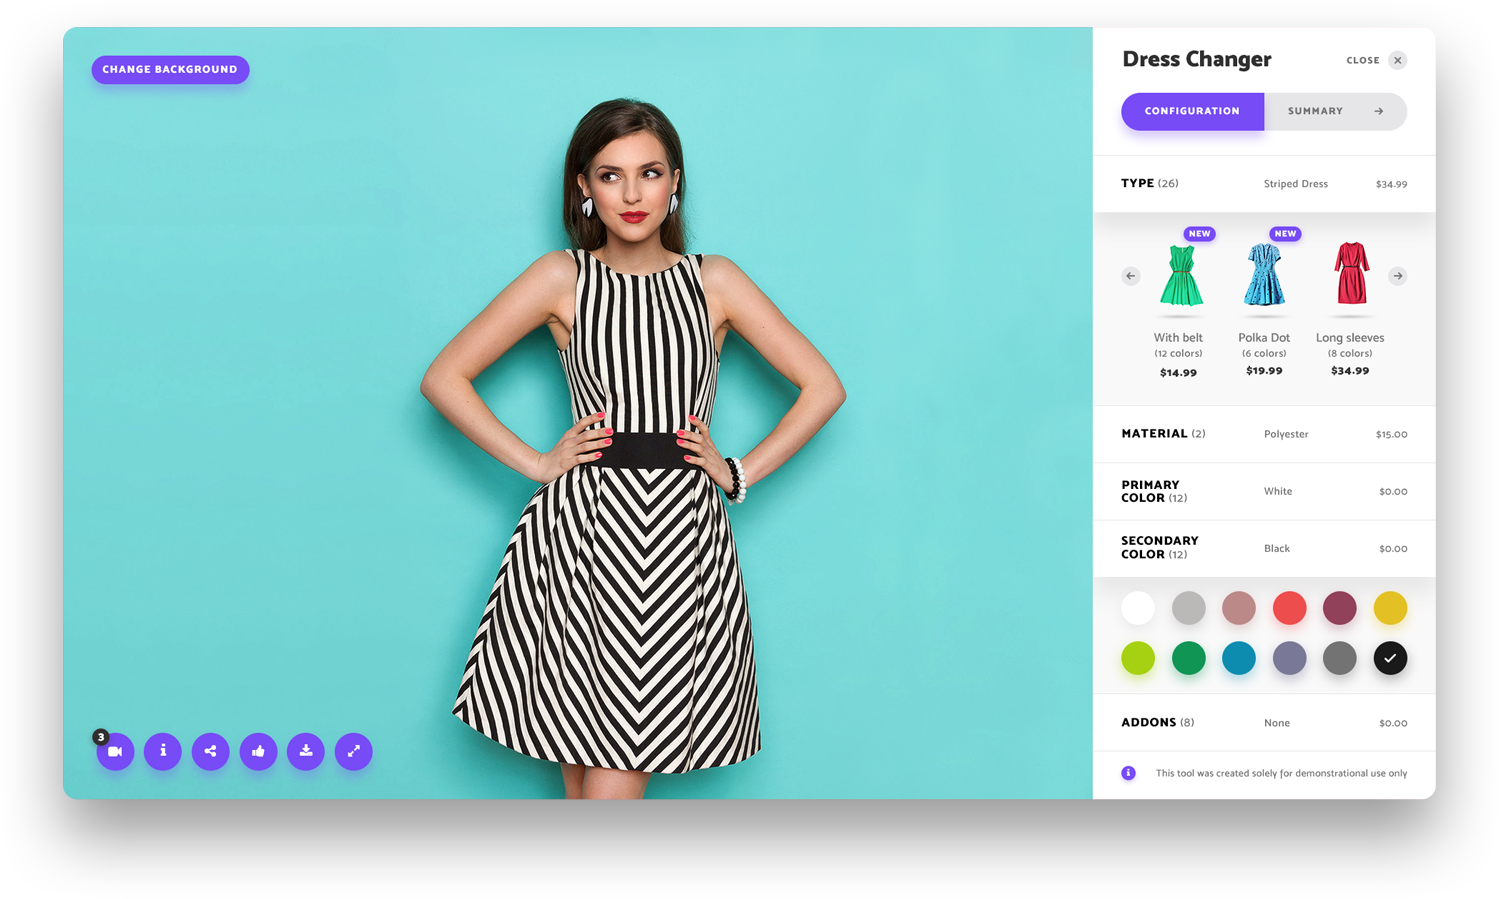 CHANGE BACKGROUND
3
Dress Changer
CLOSE
CONFIGURATION
SUMMARY
TYPE (26)
Striped Dress
$34.99
NEW
NEW
With belt
(12 colors)
$14.99
Polka Dot
(6 colors)
$19.99
Long sleeves
(8 colors)
$34.99
MATERIAL (2)
Polyester
$15.00
PRIMARY
COLOR (12)
White
$0.00
SECONDARY
COLOR (12)
Black
$0.00
ADDONS (8)
None
$0.00
This tool was created solely for demonstrational use only